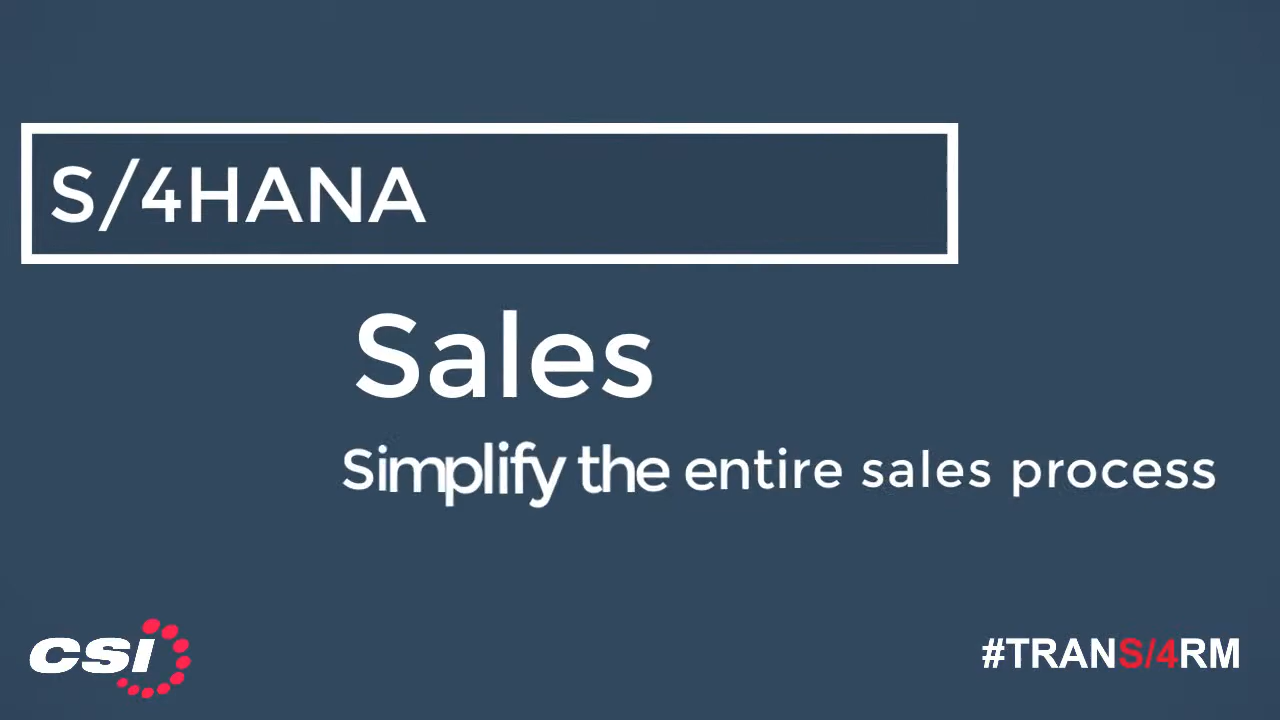 S/4HANA
Sales
Simplify the entire sales process
CSI
#TRANS/4RM